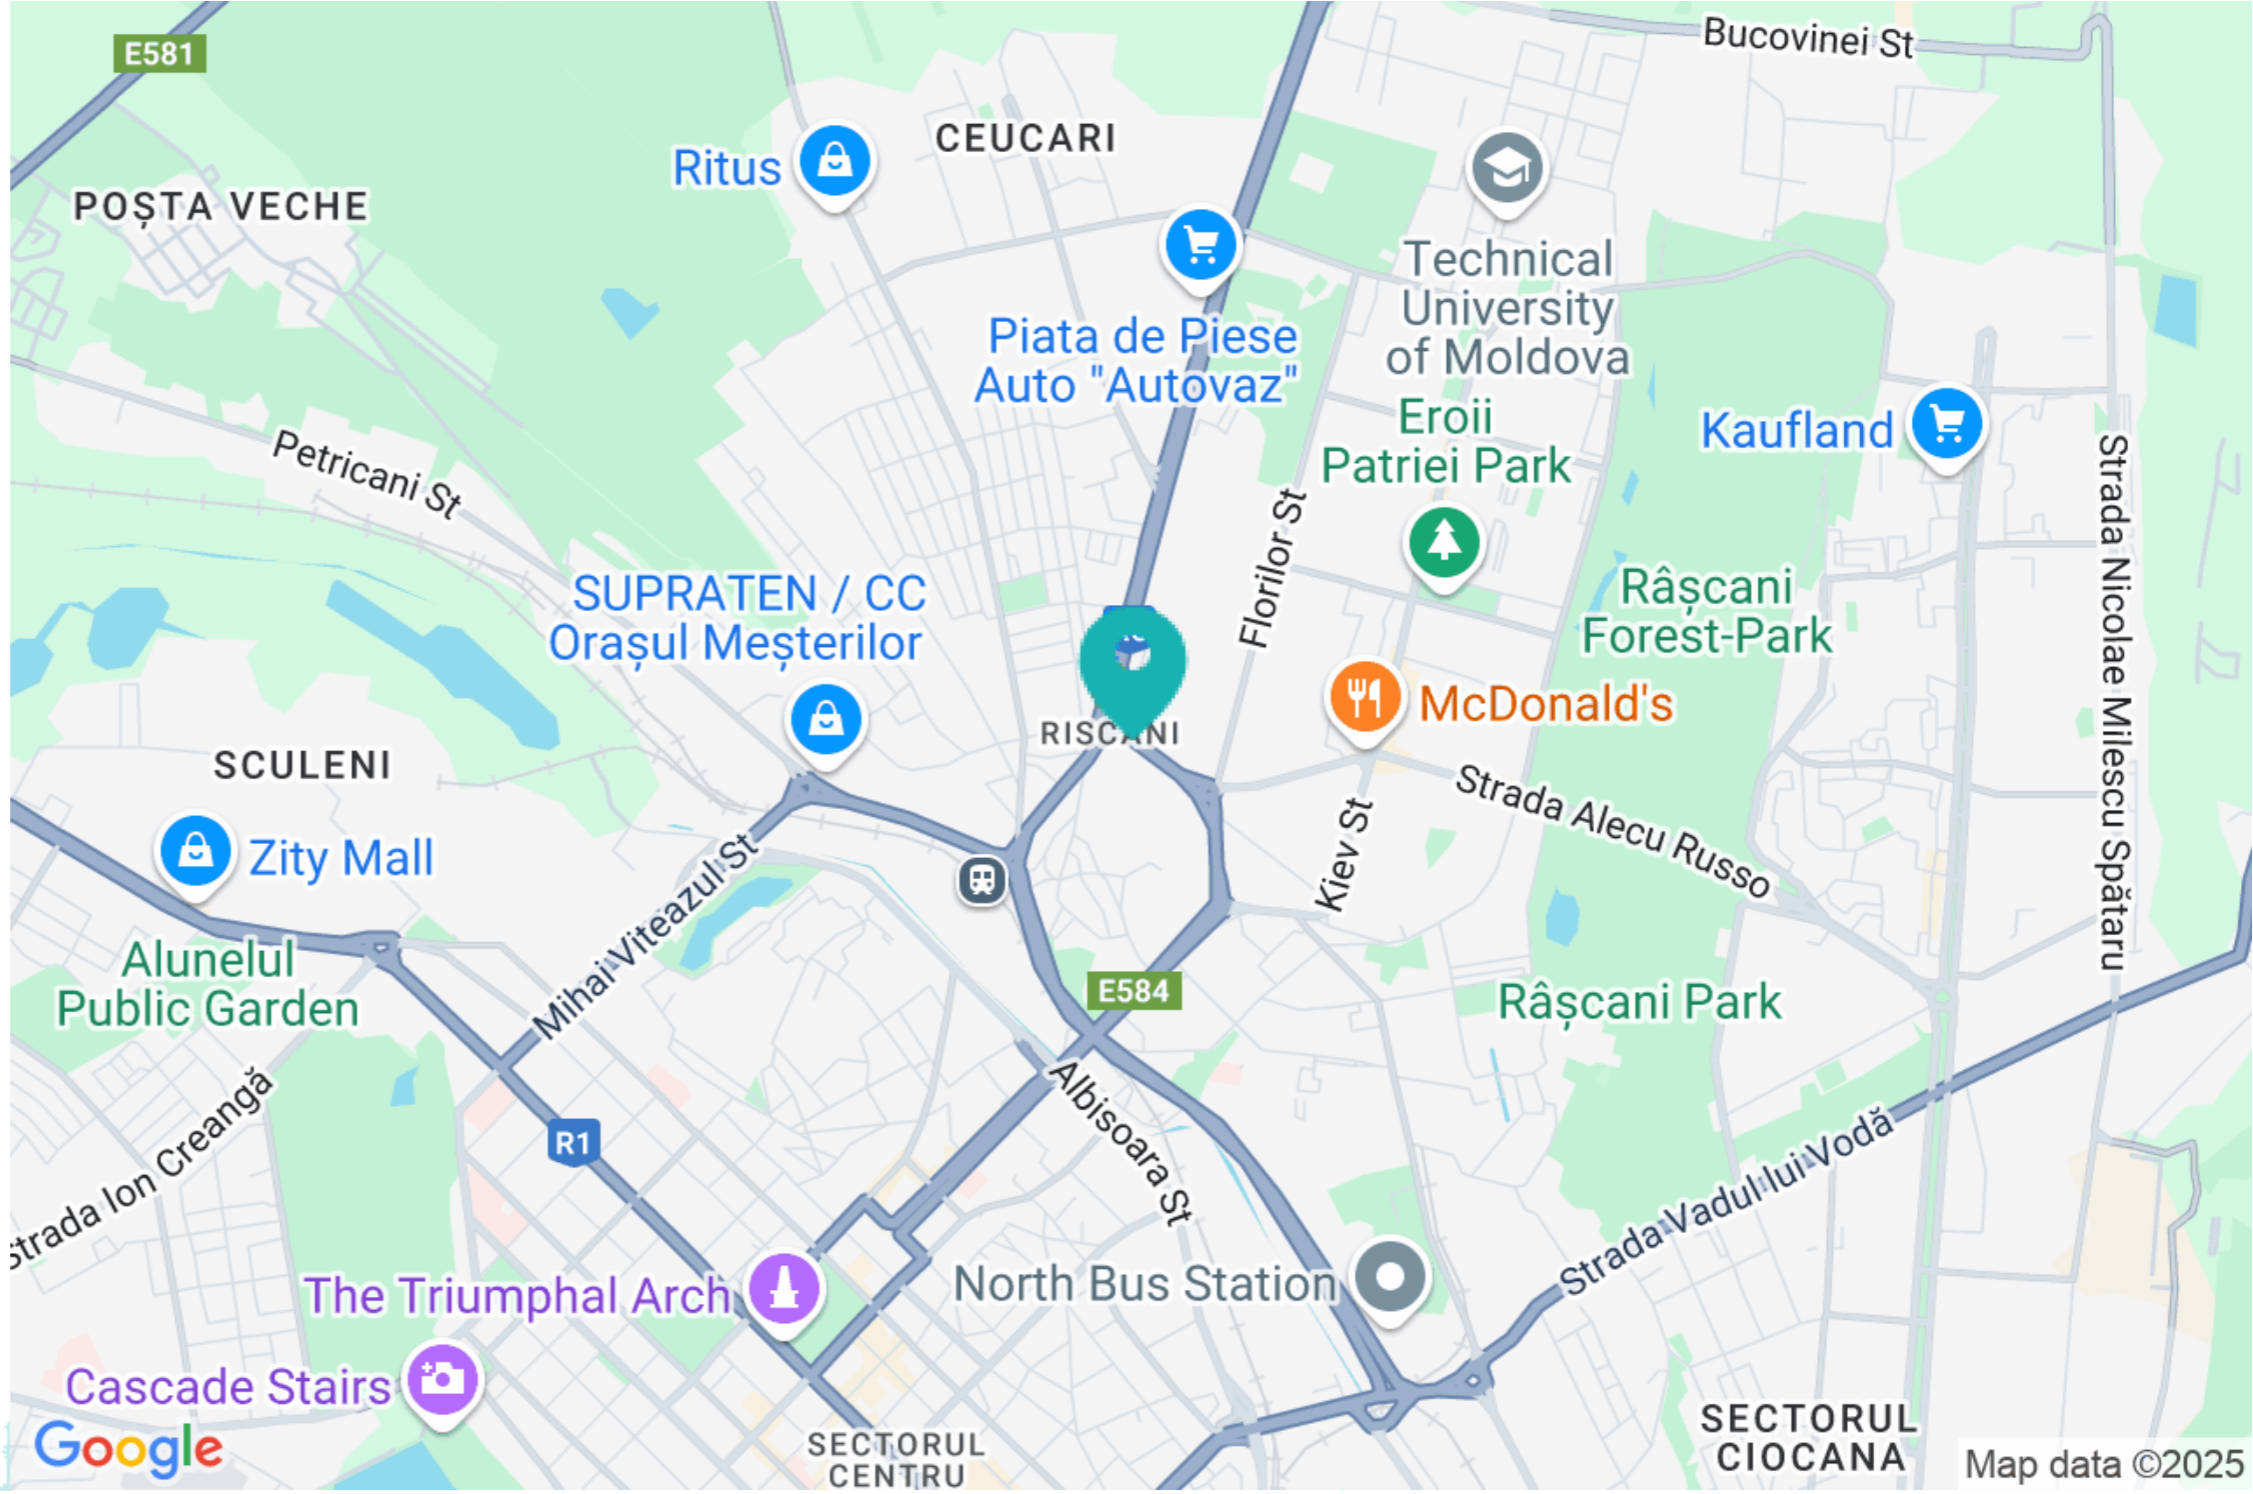 E581
Bucovinei St
CEUCARI
Ritus
POȘTA VECHE
Technical
University
of Moldova
Piata de Piese
Auto "Autovaz"
Eroii
Patriei Park
Kaufland
Petricani St
Florilor St
Strada Nicolae Milescu Spătaru
SUPRATEN / CC
Orașul Meșterilor
Râșcani
Forest-Park
McDonald's
RISCANI
SCULENI
Strada Alecu Russo
Zity Mall
Kiev St
Mihai Viteazul St
Alunelul
Public Garden
E584
Râșcani Park
Albisoara St
Strada Ion Creangă
R1
Strada Vadul lui Vodă
The Triumphal Arch
North Bus Station
Cascade Stairs
SECTORUL
CENTRU
SECTORUL
CIOCANA
Google
Map data ©2025